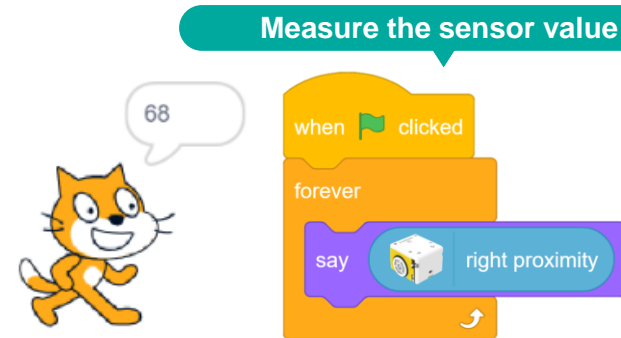 Measure the sensor value
68
when clicked
forever
say right proximity